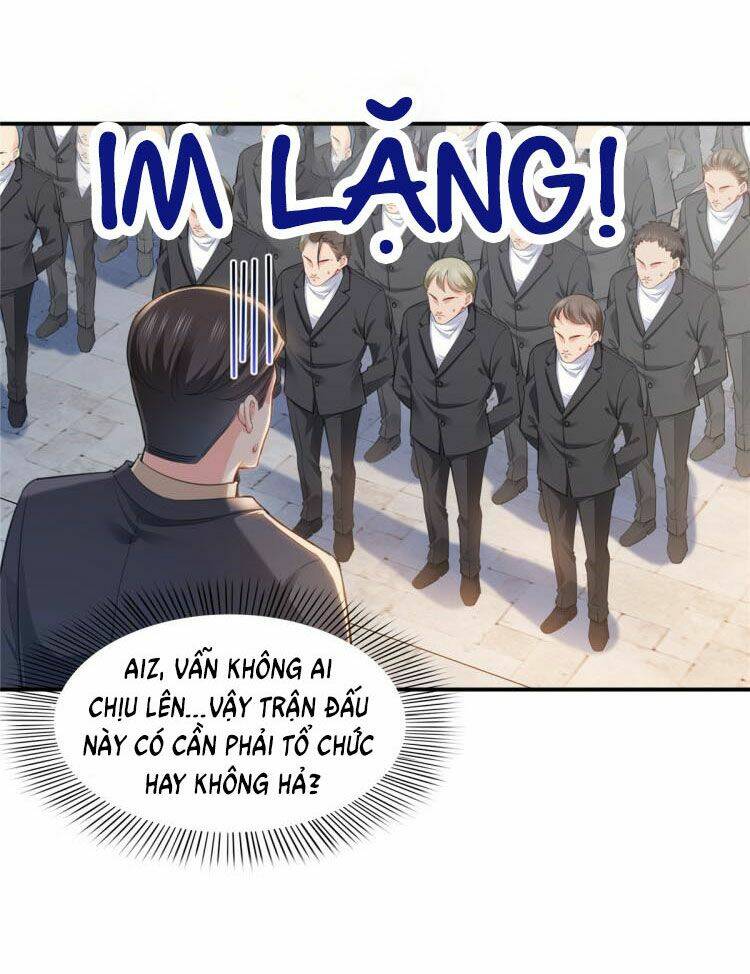 IM LẶNG!
AIZ, VẪN KHÔNG AI
CHỊU LÊN...VẬY TRẬN ĐẤU
NÀY CÓ CẦN PHẢI TỔ CHỨC
HAY KHÔNG HẢ?